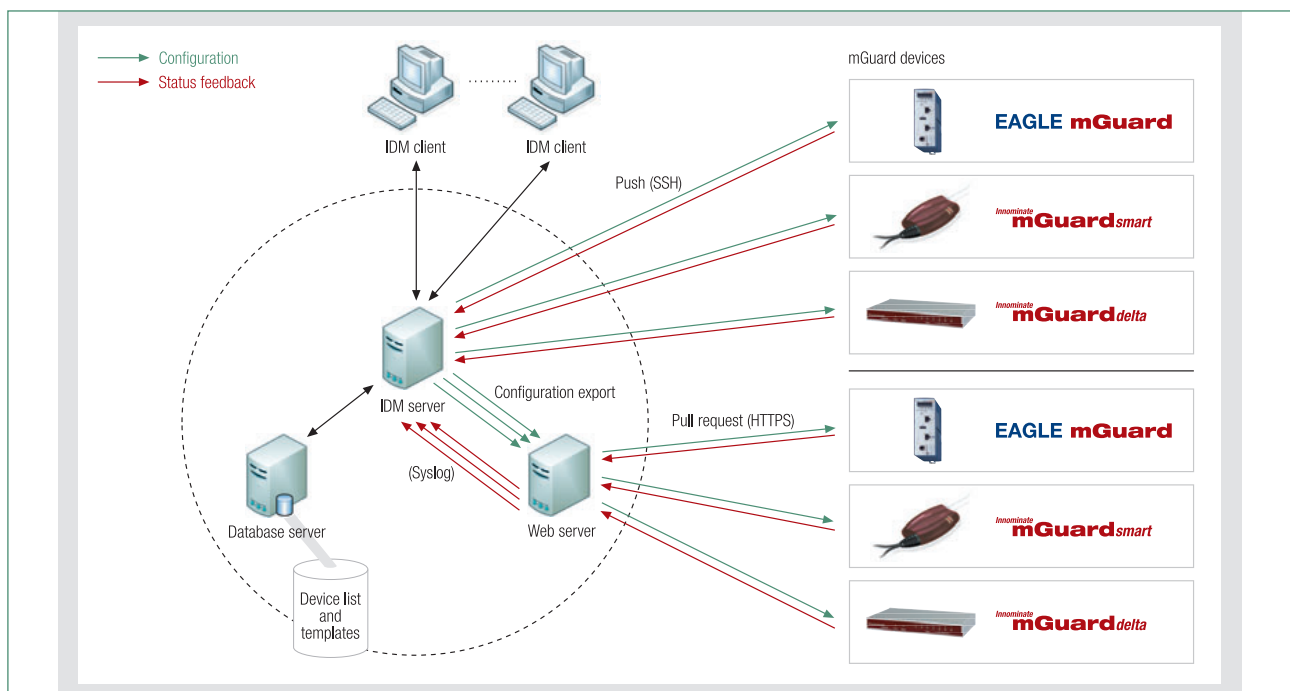 Configuration
Status feedback
mGuard devices
IDM client
IDM client
EAGLE mGuard
Push (SSH)
Innominate
mGuard smart
Innominate
mGuard delta
IDM server
Configuration export
Pull request (HTTPS)
EAGLE mGuard
(Syslog)
Database server
Web server
Innominate
mGuard smart
Device list
and
templates
Innominate
mGuard delta